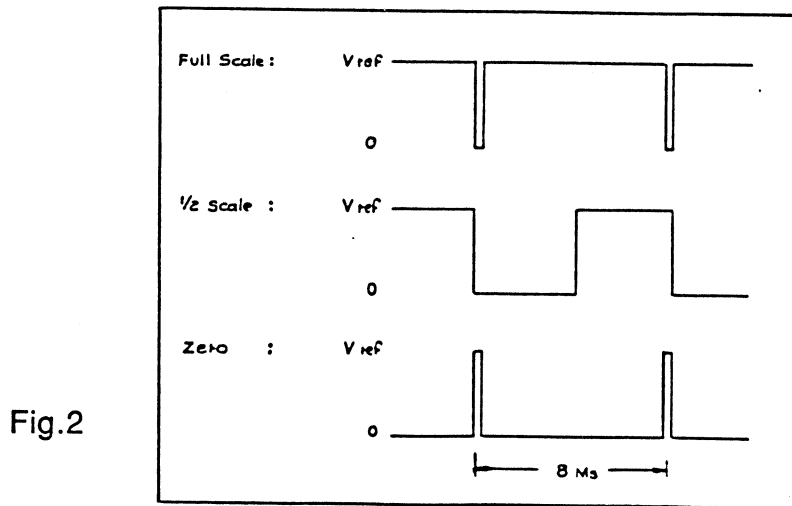 Full Scale: Vref
0
1/2 Scale : Vref
0
Zero : Vref
0
8 Ms
Fig.2